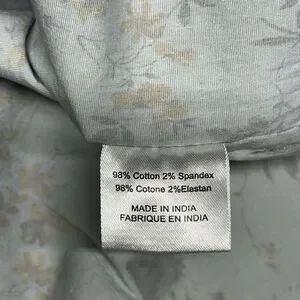 98% Cotton 2% Spandex
98% Cotone 2%Elastan
MADE IN INDIA
FABRIQUE EN INDIA